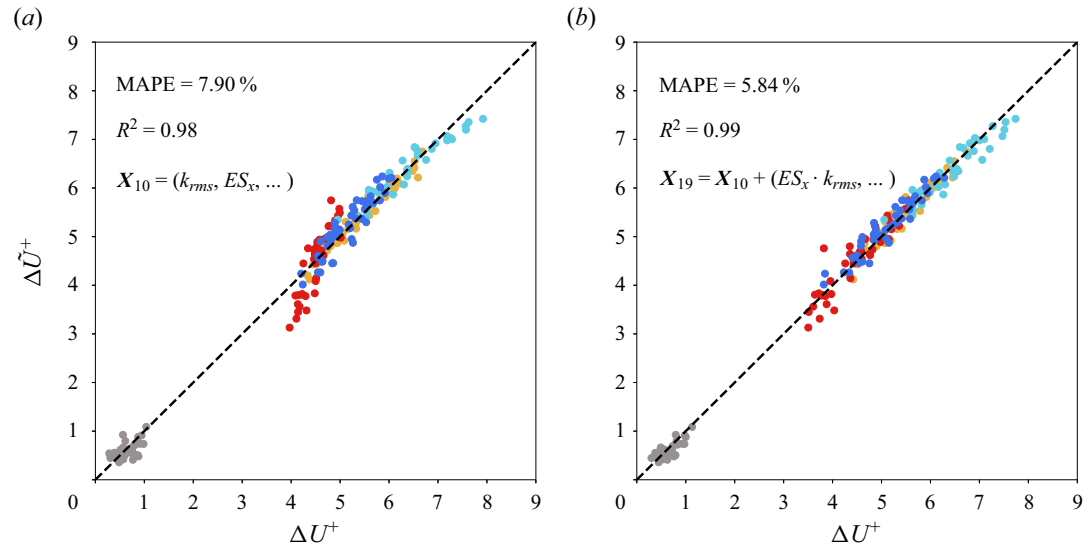 (a)
9
8
7
6
5
4
3
2
1
0
1 2 3 4 5 6 7 8 9
ΔŨ⁺
ΔU⁺
MAPE = 7.90 %
R² = 0.98
X₁₀ = (k_rms, ES_x, ... )
(b)
9
8
7
6
5
4
3
2
1
0
1 2 3 4 5 6 7 8 9
ΔU⁺
MAPE = 5.84 %
R² = 0.99
X₁₉ = X₁₀ + (ES_x · k_rms, ... )